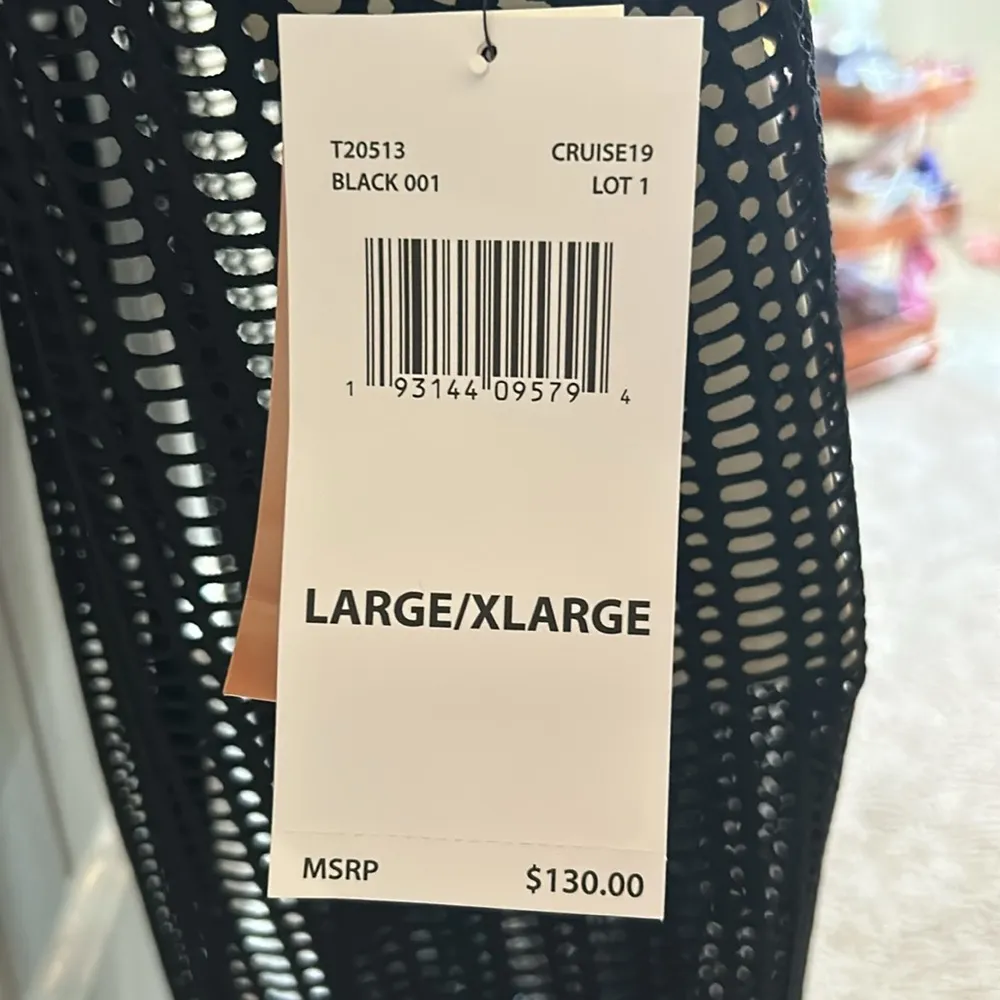 T20513 CRUISE19
BLACK 001 LOT 1
1 93144 09579 4
LARGE/XLARGE
MSRP $130.00